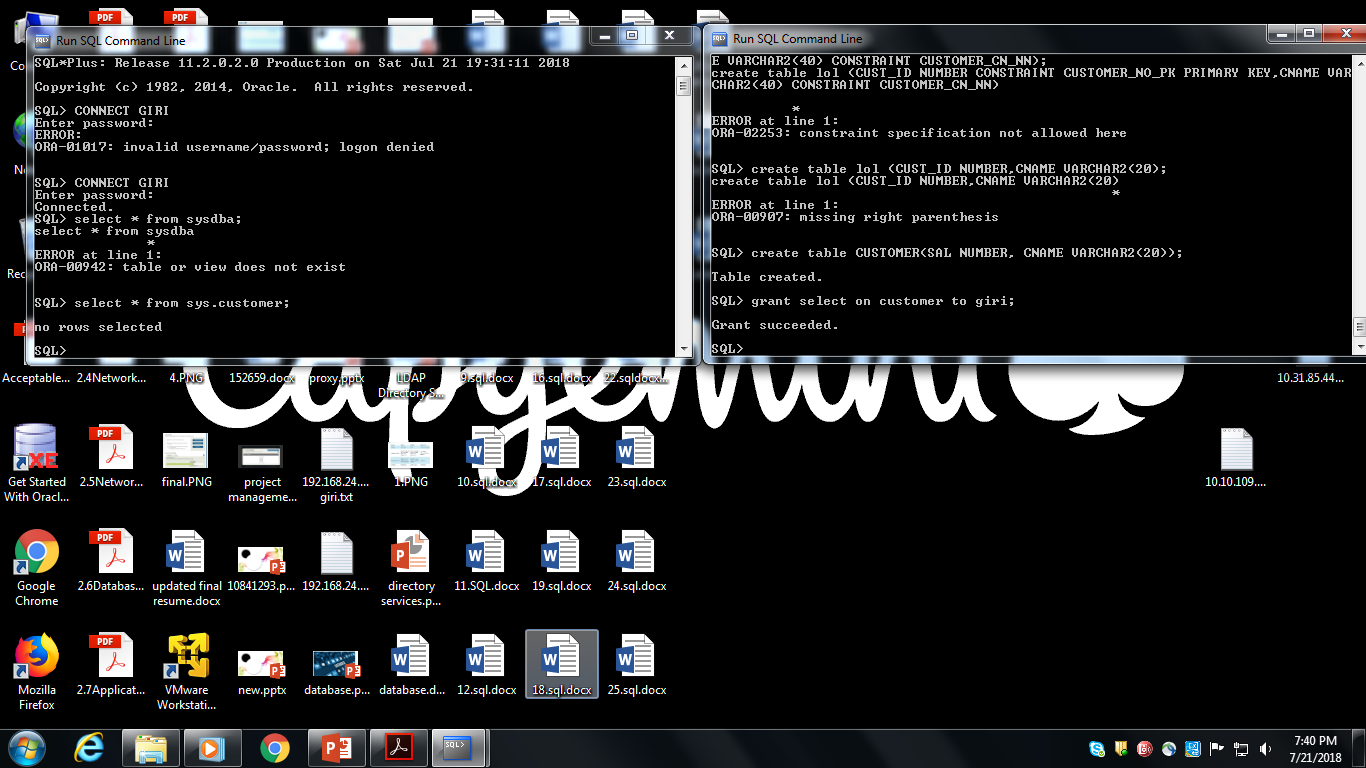 PDF
PDF
Run SQL Command Line
SQL*Plus: Release 11.2.0.2.0 Production on Sat Jul 21 19:31:11 2018
Copyright (c) 1982, 2014, Oracle.  All rights reserved.
SQL> CONNECT GIRI
Enter password:
ERROR:
ORA-01017: invalid username/password; logon denied
SQL> CONNECT GIRI
Enter password:
Connected.
SQL> select * from sysdba;
select * from sysdba
*
ERROR at line 1:
ORA-00942: table or view does not exist
SQL> select * from sys.customer;
no rows selected
SQL>
Run SQL Command Line
E VARCHAR2(40) CONSTRAINT CUSTOMER_CN_NN);
create table lol (CUST_ID NUMBER CONSTRAINT CUSTOMER_NO_PK PRIMARY KEY,CNAME VAR
CHAR2(40) CONSTRAINT CUSTOMER_CN_NN)
*
ERROR at line 1:
ORA-02253: constraint specification not allowed here
SQL> create table lol (CUST_ID NUMBER,CNAME VARCHAR2(20);
create table lol (CUST_ID NUMBER,CNAME VARCHAR2(20)
*
ERROR at line 1:
ORA-00907: missing right parenthesis
SQL> create table CUSTOMER(SAL NUMBER, CNAME VARCHAR2(20));
Table created.
SQL> grant select on customer to giri;
Grant succeeded.
SQL>
Acceptable... 2.4Network... 4.PNG 152659.docx proxy.pptx LDAP Directory S... 9.sql.docx 16.sql.docx 22.sqldocx... 10.31.85.44...
Capgemini
Get Started With Oracl... 2.5Networ... final.PNG project manageme... 192.168.24.... giri.txt 1.PNG 10.sql.docx 17.sql.docx 23.sql.docx 10.10.109....
Google Chrome 2.6Databas... updated final resume.docx 10841293.p... 192.168.24.... directory services.p... 11.SQL.docx 19.sql.docx 24.sql.docx
Mozilla Firefox 2.7Applicat... VMware Workstati... new.pptx database.p... database.d... 12.sql.docx 18.sql.docx 25.sql.docx
7:40 PM
7/21/2018